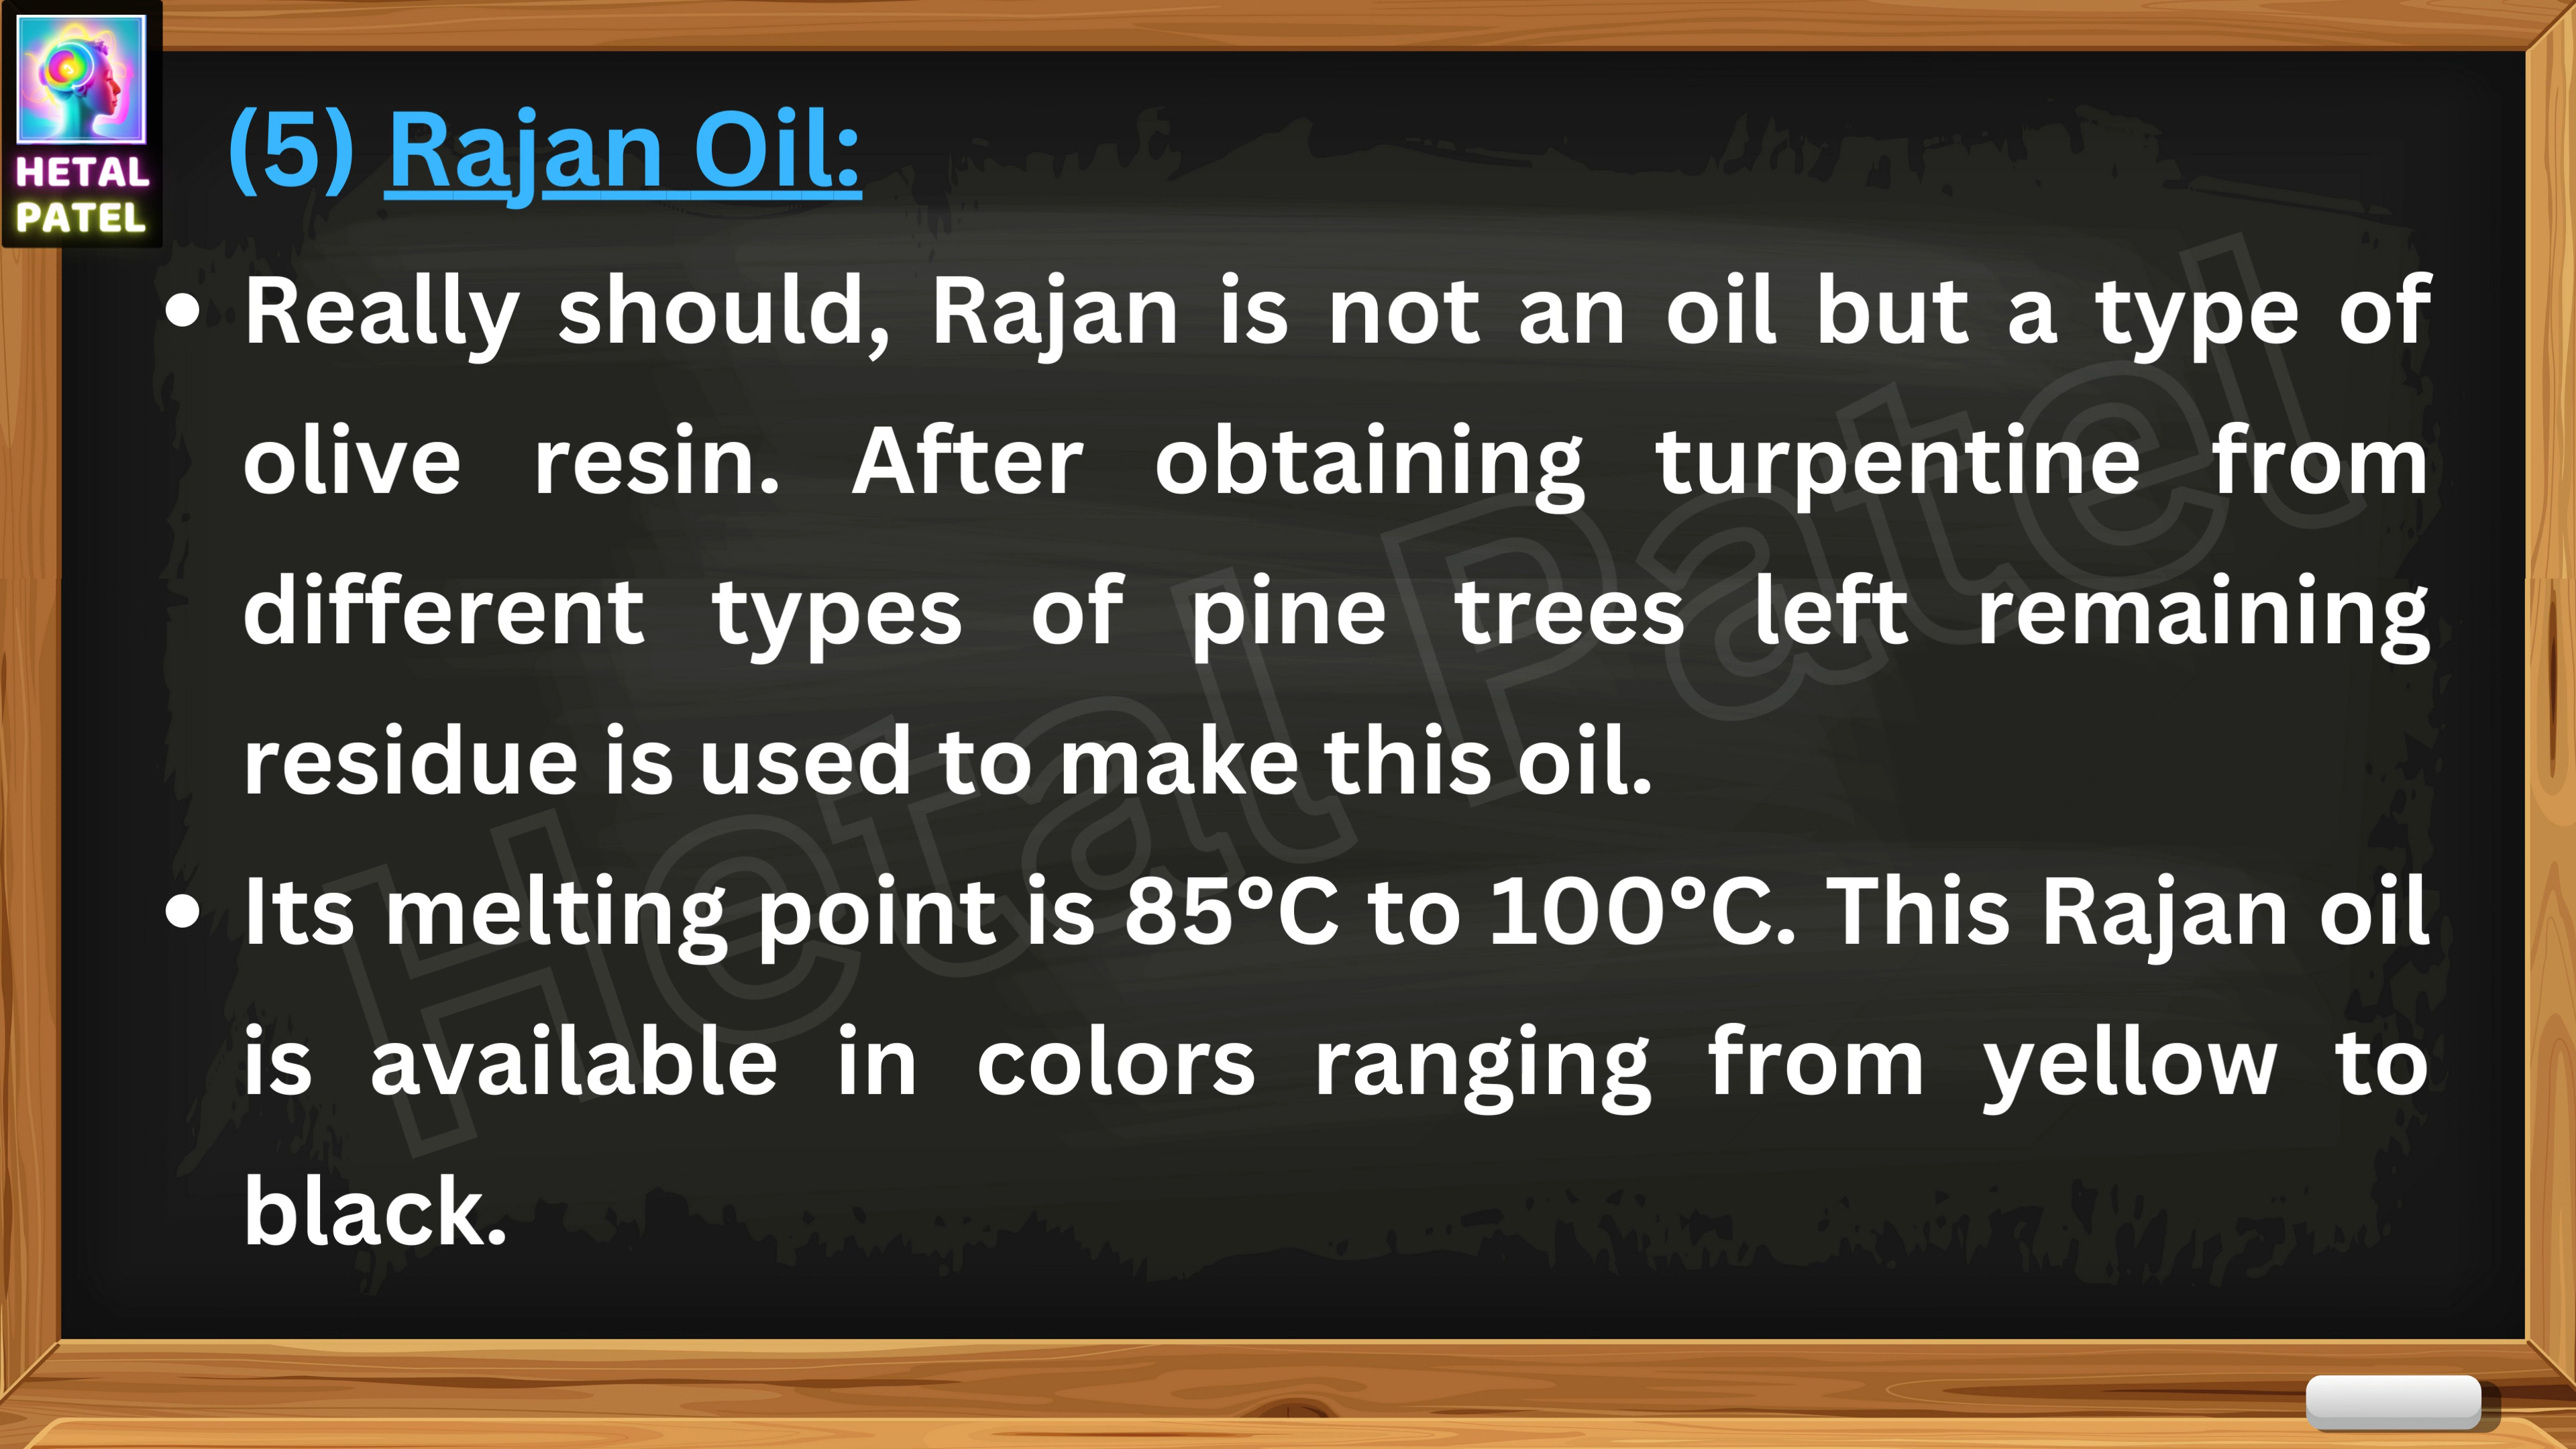 HETAL
PATEL
(5) Rajan Oil:
• Really should, Rajan is not an oil but a type of
olive resin. After obtaining turpentine from
different types of pine trees left remaining
residue is used to make this oil.
• Its melting point is 85°C to 100°C. This Rajan oil
is available in colors ranging from yellow to
black.
Hetal Patel